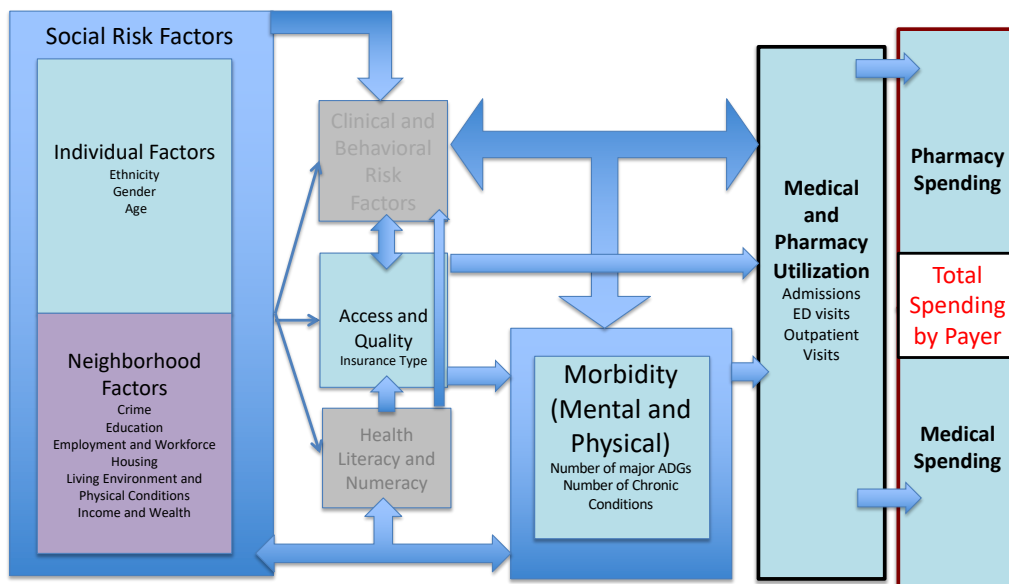 Social Risk Factors
Individual Factors
Ethnicity
Gender
Age
Neighborhood
Factors
Crime
Education
Employment and Workforce
Housing
Living Environment and
Physical Conditions
Income and Wealth
Clinical and
Behavioral
Risk
Factors
Access and
Quality
Insurance Type
Health
Literacy and
Numeracy
Morbidity
(Mental and
Physical)
Number of major ADGs
Number of Chronic
Conditions
Medical
and
Pharmacy
Utilization
Admissions
ED visits
Outpatient
Visits
Pharmacy
Spending
Total
Spending
by Payer
Medical
Spending